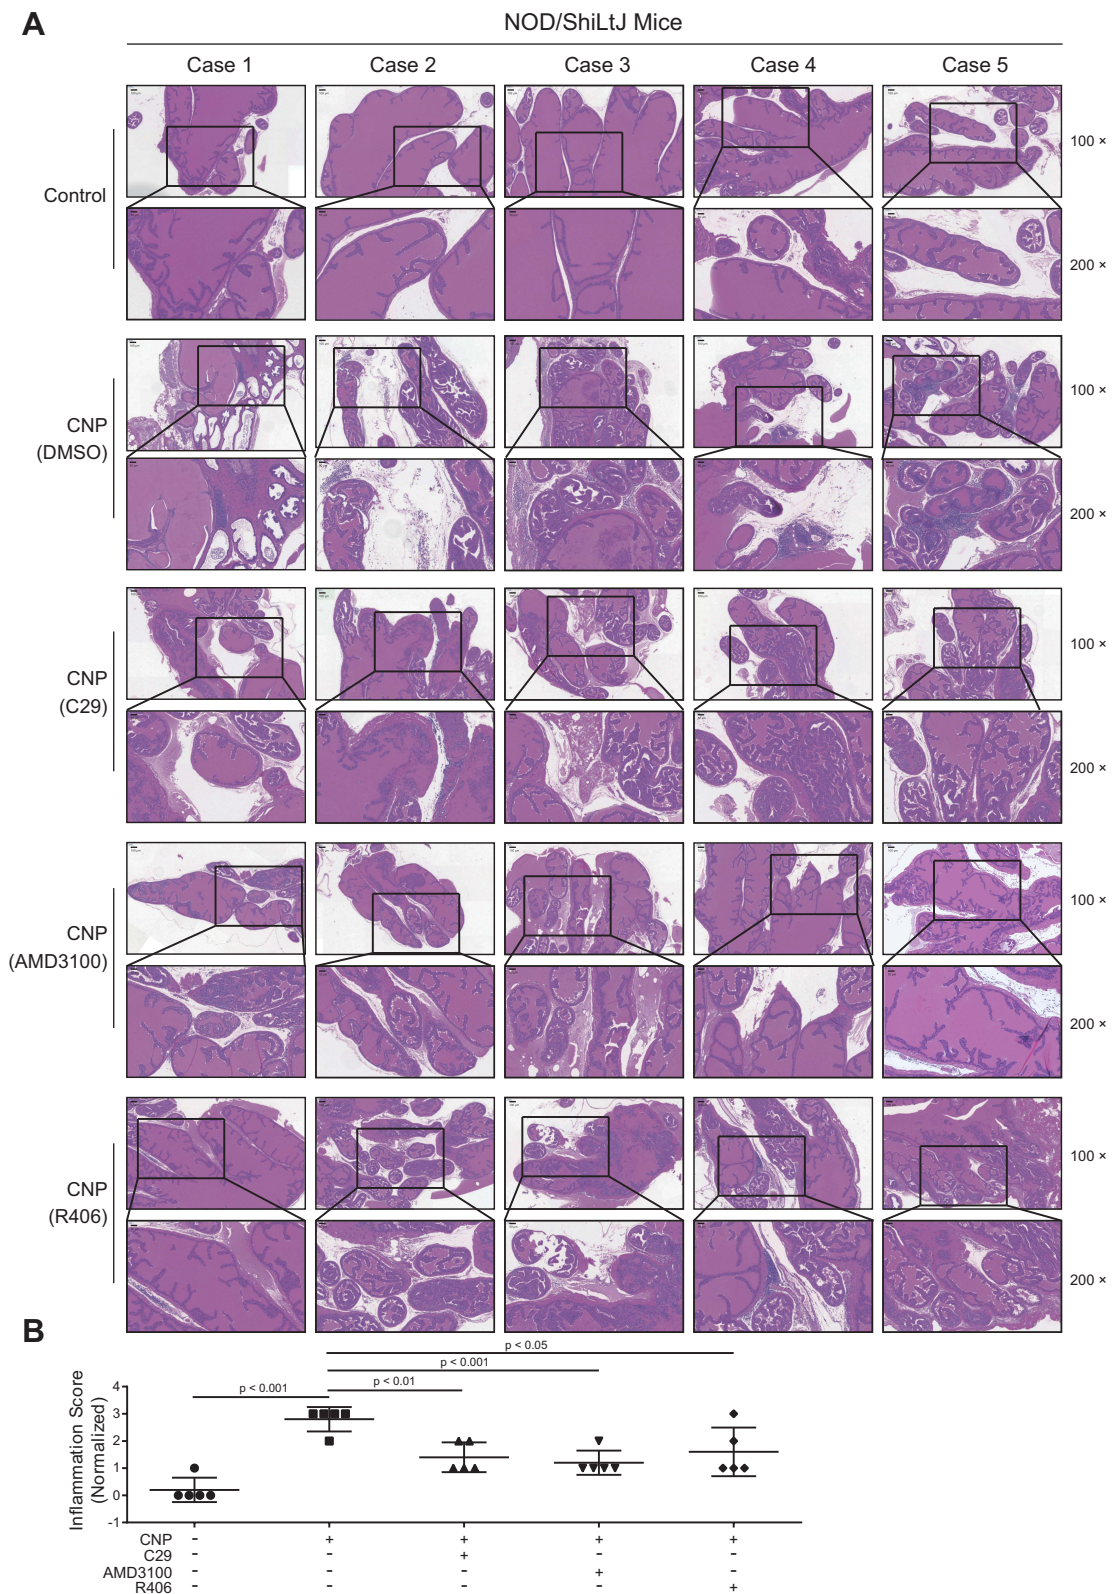 A
NOD/ShiLtJ Mice
Case 1 Case 2 Case 3 Case 4 Case 5
Control
100 ×
200 ×
CNP
(DMSO)
100 ×
200 ×
CNP
(C29)
100 ×
200 ×
CNP
(AMD3100)
100 ×
200 ×
CNP
(R406)
100 ×
200 ×
B
p < 0.05
p < 0.001
p < 0.001
p < 0.01
Inflammation Score
(Normalized)
4
3
2
1
0
-1
CNP - + + + +
C29 - - + - -
AMD3100 - - - + -
R406 - - - - +